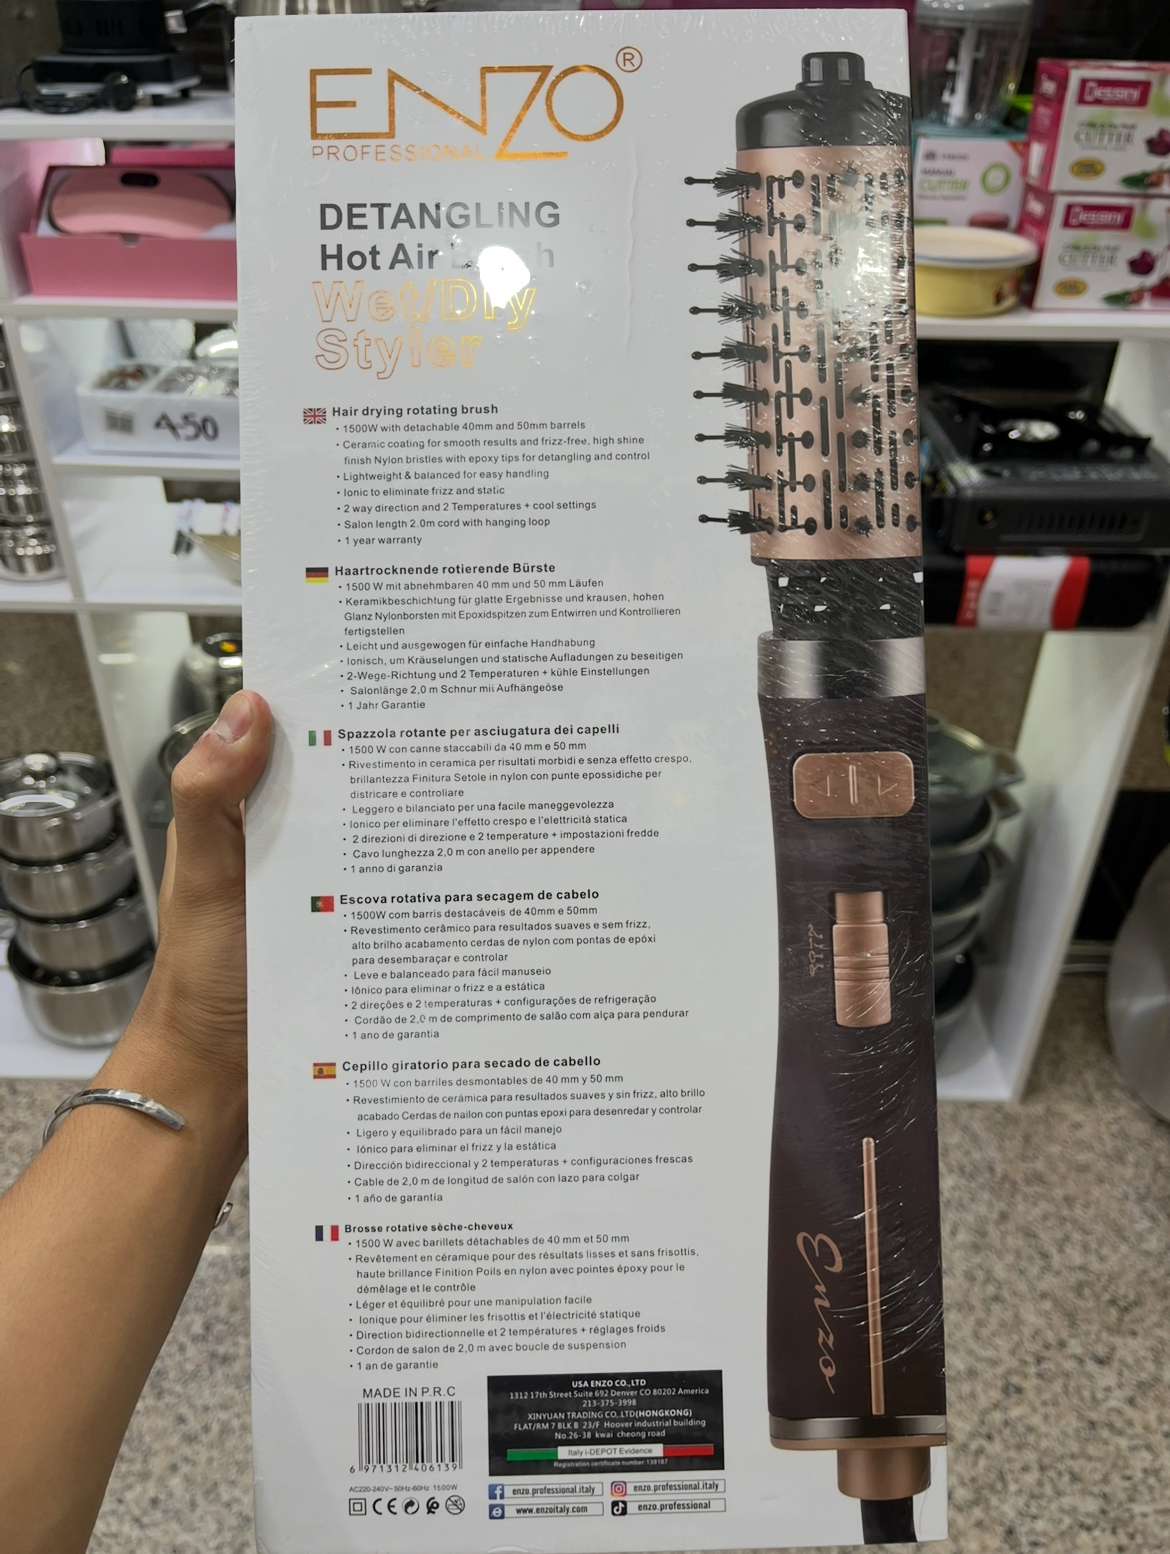 ENZO®
PROFESSIONAL
DETANGLING
Hot Air
Wet/Dry
Styler
Hair drying rotating brush
• 1500W with detachable 40mm and 50mm barrels
• Ceramic coating for smooth results and frizz-free, high shine
finish Nylon bristles with epoxy tips for detangling and control
• Lightweight & balanced for easy handling
• Ionic to eliminate frizz and static
• 2 way direction and 2 Temperatures + cool settings
• Salon length 2.0m cord with hanging loop
• 1 year warranty
Haartrocknende rotierende Bürste
• 1500 W mit abnehmbaren 40 mm und 50 mm Läufen
• Keramikbeschichtung für glatte Ergebnisse und krausen, hohen
Glanz Nylonborsten mit Epoxidspitzen zum Entwirren und Kontrollieren
fertigstellen
• Leicht und ausgewogen für einfache Handhabung
• Ionisch, um Kräuselungen und statische Aufladungen zu beseitigen
• 2-Wege-Richtung und 2 Temperaturen + kühle Einstellungen
• Salonlänge 2,0 m Schnur mii Aufhängeöse
• 1 Jahr Garantie
Spazzola rotante per asciugatura dei capelli
• 1500 W con canne staccabili da 40 mm e 50 mm
• Rivestimento in ceramica per risultati morbidi e senza effetto crespo,
brillantezza Finitura Setole in nylon con punte epossidiche per
districare e controliare
• Leggero e bilanciato per una facile maneggevolezza
• Ionico per eliminare l'effetto crespo e l'elettricità statica
• 2 direzioni di direzione e 2 temperature + impostazioni fredde
• Cavo lunghezza 2,0 m con anello per appendere
• 1 anno di garanzia
Escova rotativa para secagem de cabelo
• 1500W com barris destacáveis de 40mm e 50mm
• Revestimento cerâmico para resultados suaves e sem frizz,
alto brilho acabamento cerdas de nylon com pontas de epóxi
para desembaraçar e controlar
• Leve e balanceado para fácil manuseio
• Iônico para eliminar o frizz e a estática
• 2 direções e 2 temperaturas + configurações de refrigeração
• Cordão de 2,0 m de comprimento de salão com alça para pendurar
• 1 ano de garantia
Cepillo giratorio para secado de cabello
• 1500 W con barriles desmontables de 40 mm y 50 mm
• Revestimiento de cerámica para resultados suaves y sin frizz, alto brillo
acabado Cerdas de nailon con puntas epoxi para desenredar y controlar
• Ligero y equilibrado para un fácil manejo
• Iónico para eliminar el frizz y la estática
• Dirección bidireccional y 2 temperaturas + configuraciones frescas
• Cable de 2,0 m de longitud de salón con lazo para colgar
• 1 año de garantía
Brosse rotative sèche-cheveux
• 1500 W avec barillets détachables de 40 mm et 50 mm
• Revêtement en céramique pour des résultats lisses et sans frisottis,
haute brillance Finition Poils en nylon avec pointes époxy pour le
démêlage et le contrôle
• Léger et équilibré pour une manipulation facile
• Ionique pour éliminer les frisottis et l'électricité statique
• Direction bidirectionnelle et 2 températures + réglages froids
• Cordon de salon de 2,0 m avec boucle de suspension
• 1 an de garantie
MADE IN P.R.C
6 971312 406139
AC220-240V~50Hz-60Hz 1500W
CE
USA ENZO CO.,LTD
1312 17th Street Suite 692 Denver CO 80202 America
213-375-3998
XINYUAN TRADING CO. LTD(HONGKONG)
FLAT/RM 7 BLK B 23/F Hoover industrial building
No.26-38 kwai cheong road
Italy i-DEPOT Evidence
Registration certificate number:139187
enzo.professional.italy
enzo.professional.italy
www.enzoitaly.com
enzo.professional
Enzo
450
Dessini
CUTTER
MANUAL
CUTTER
Dessini
CUTTER